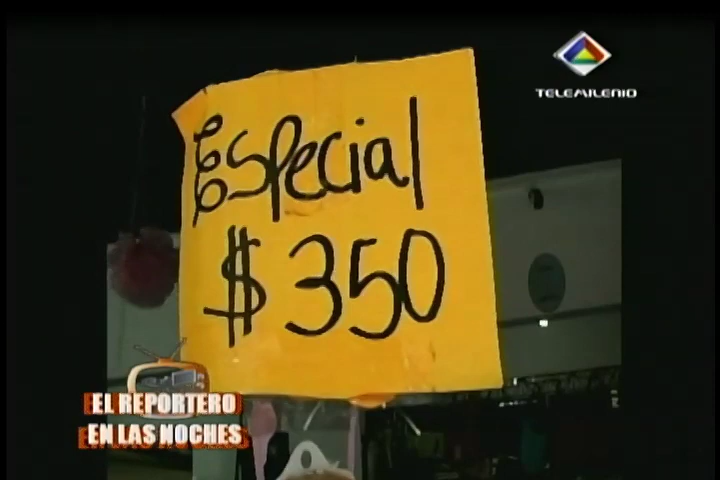 TELEMILENIO
Especial
$ 350
EL REPORTERO
EN LAS NOCHES